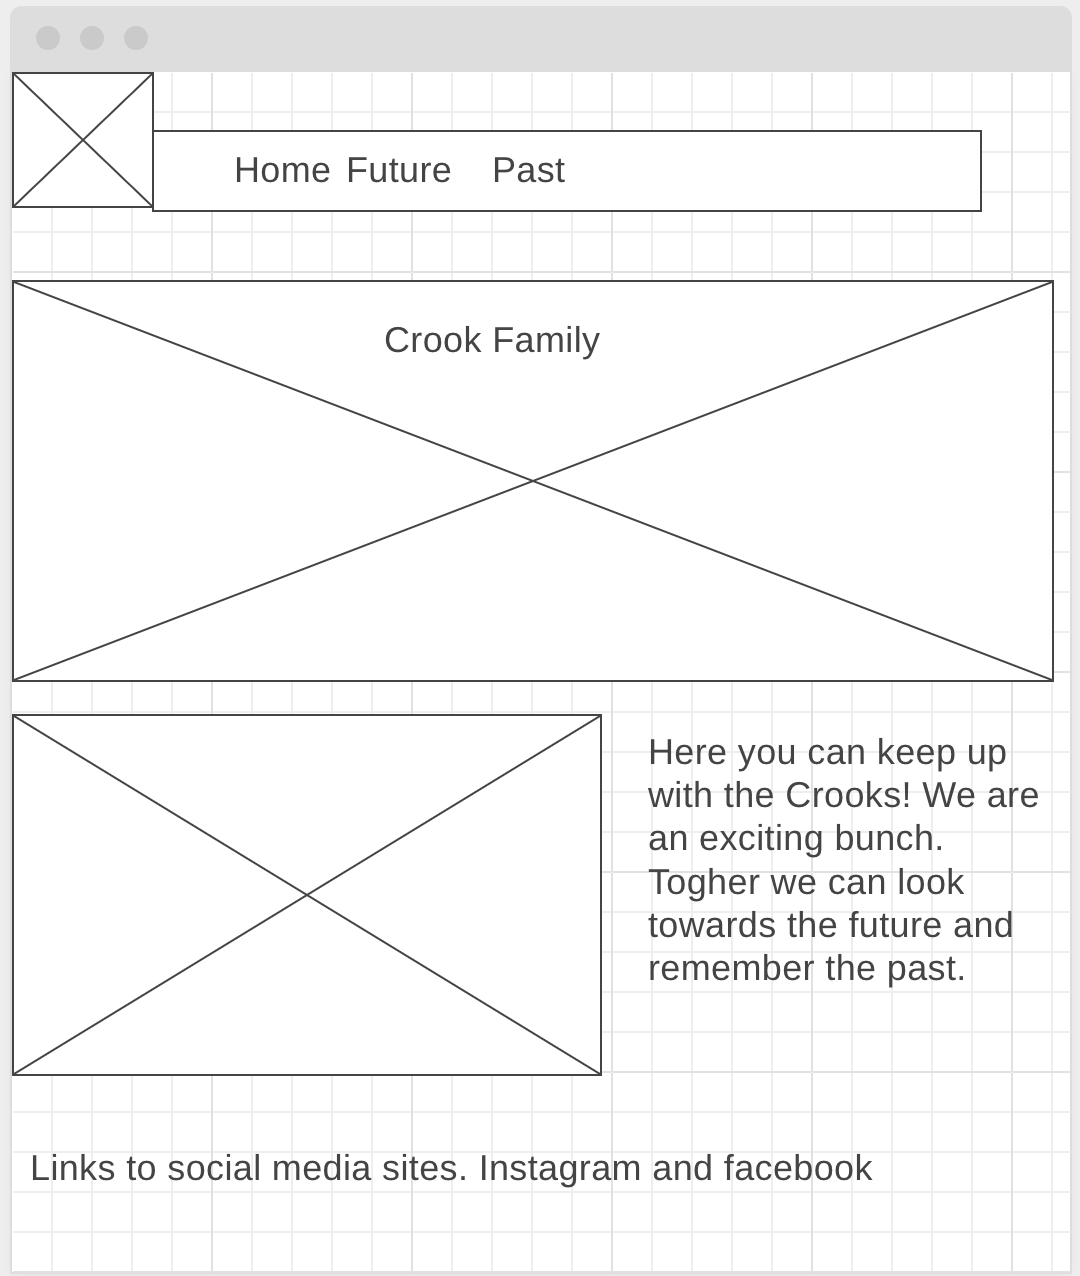 Home Future Past
Crook Family
Here you can keep up
with the Crooks! We are
an exciting bunch.
Togher we can look
towards the future and
remember the past.
Links to social media sites. Instagram and facebook